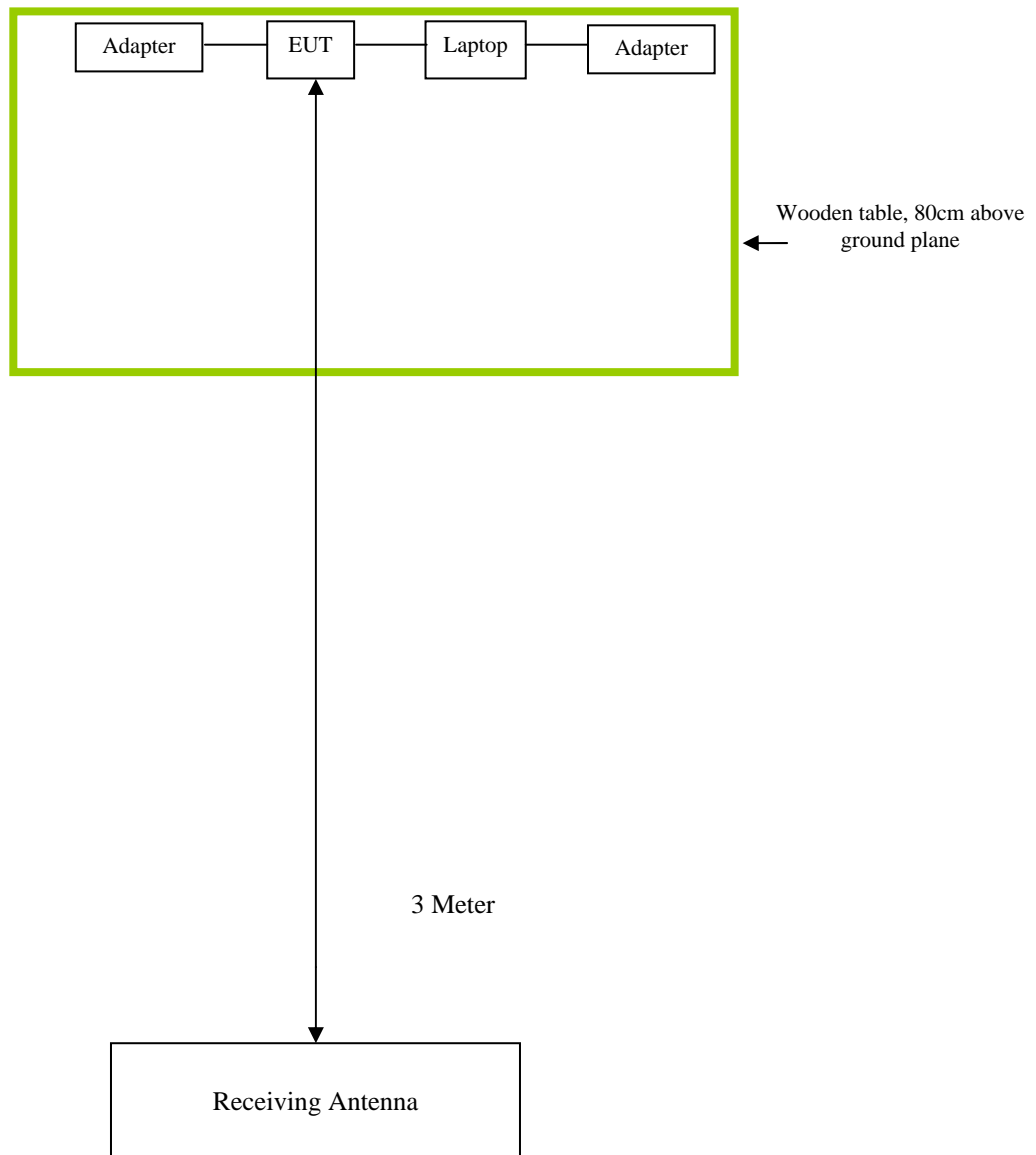 Adapter
EUT
Laptop
Adapter
Wooden table, 80cm above
ground plane
3 Meter
Receiving Antenna